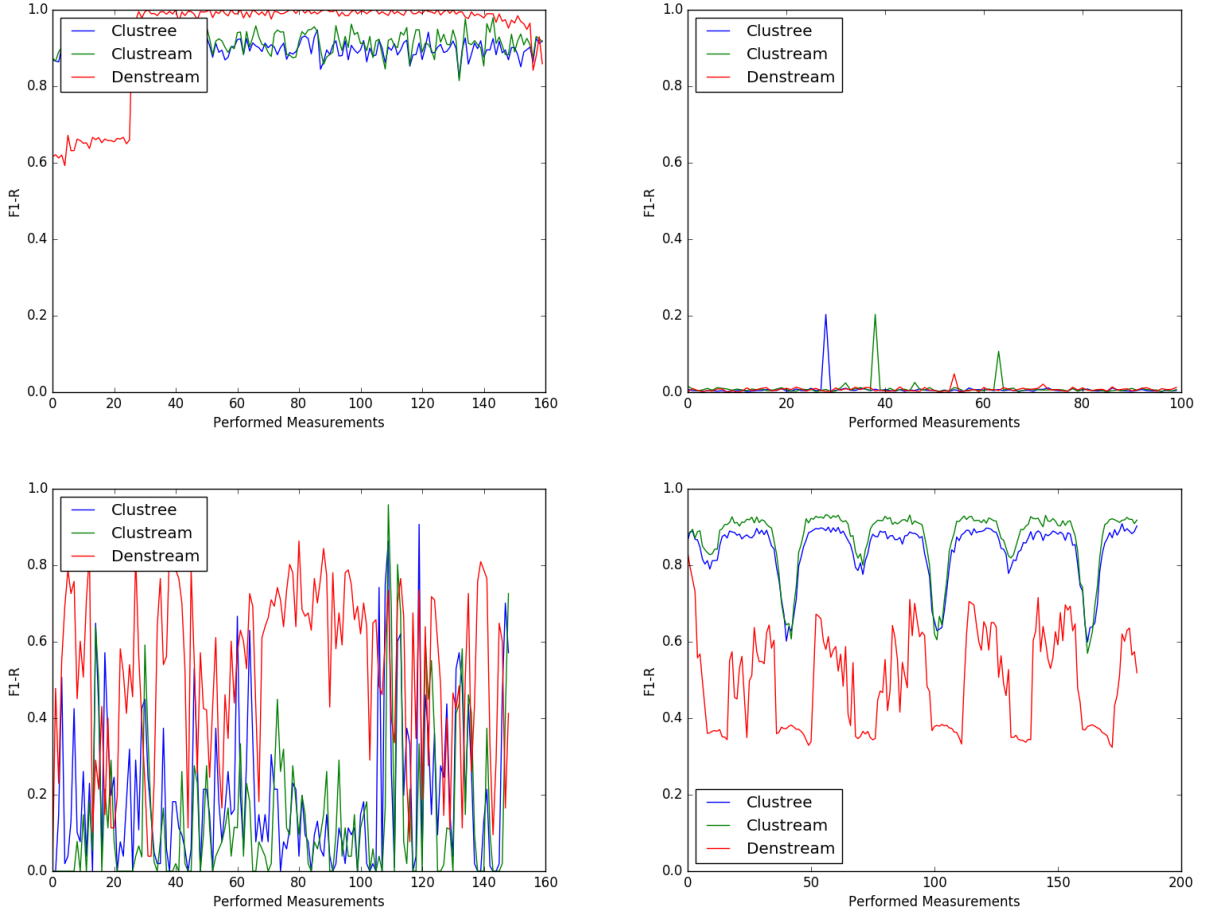 1.0
0.8
0.6
0.4
0.2
0.0
F1-R
Clustree
Clustream
Denstream
0 20 40 60 80 100 120 140 160
Performed Measurements
1.0
0.8
0.6
0.4
0.2
0.0
F1-R
Clustree
Clustream
Denstream
0 20 40 60 80 100
Performed Measurements
1.0
0.8
0.6
0.4
0.2
0.0
F1-R
Clustree
Clustream
Denstream
0 20 40 60 80 100 120 140 160
Performed Measurements
1.0
0.8
0.6
0.4
0.2
0.0
F1-R
Clustree
Clustream
Denstream
0 50 100 150 200
Performed Measurements